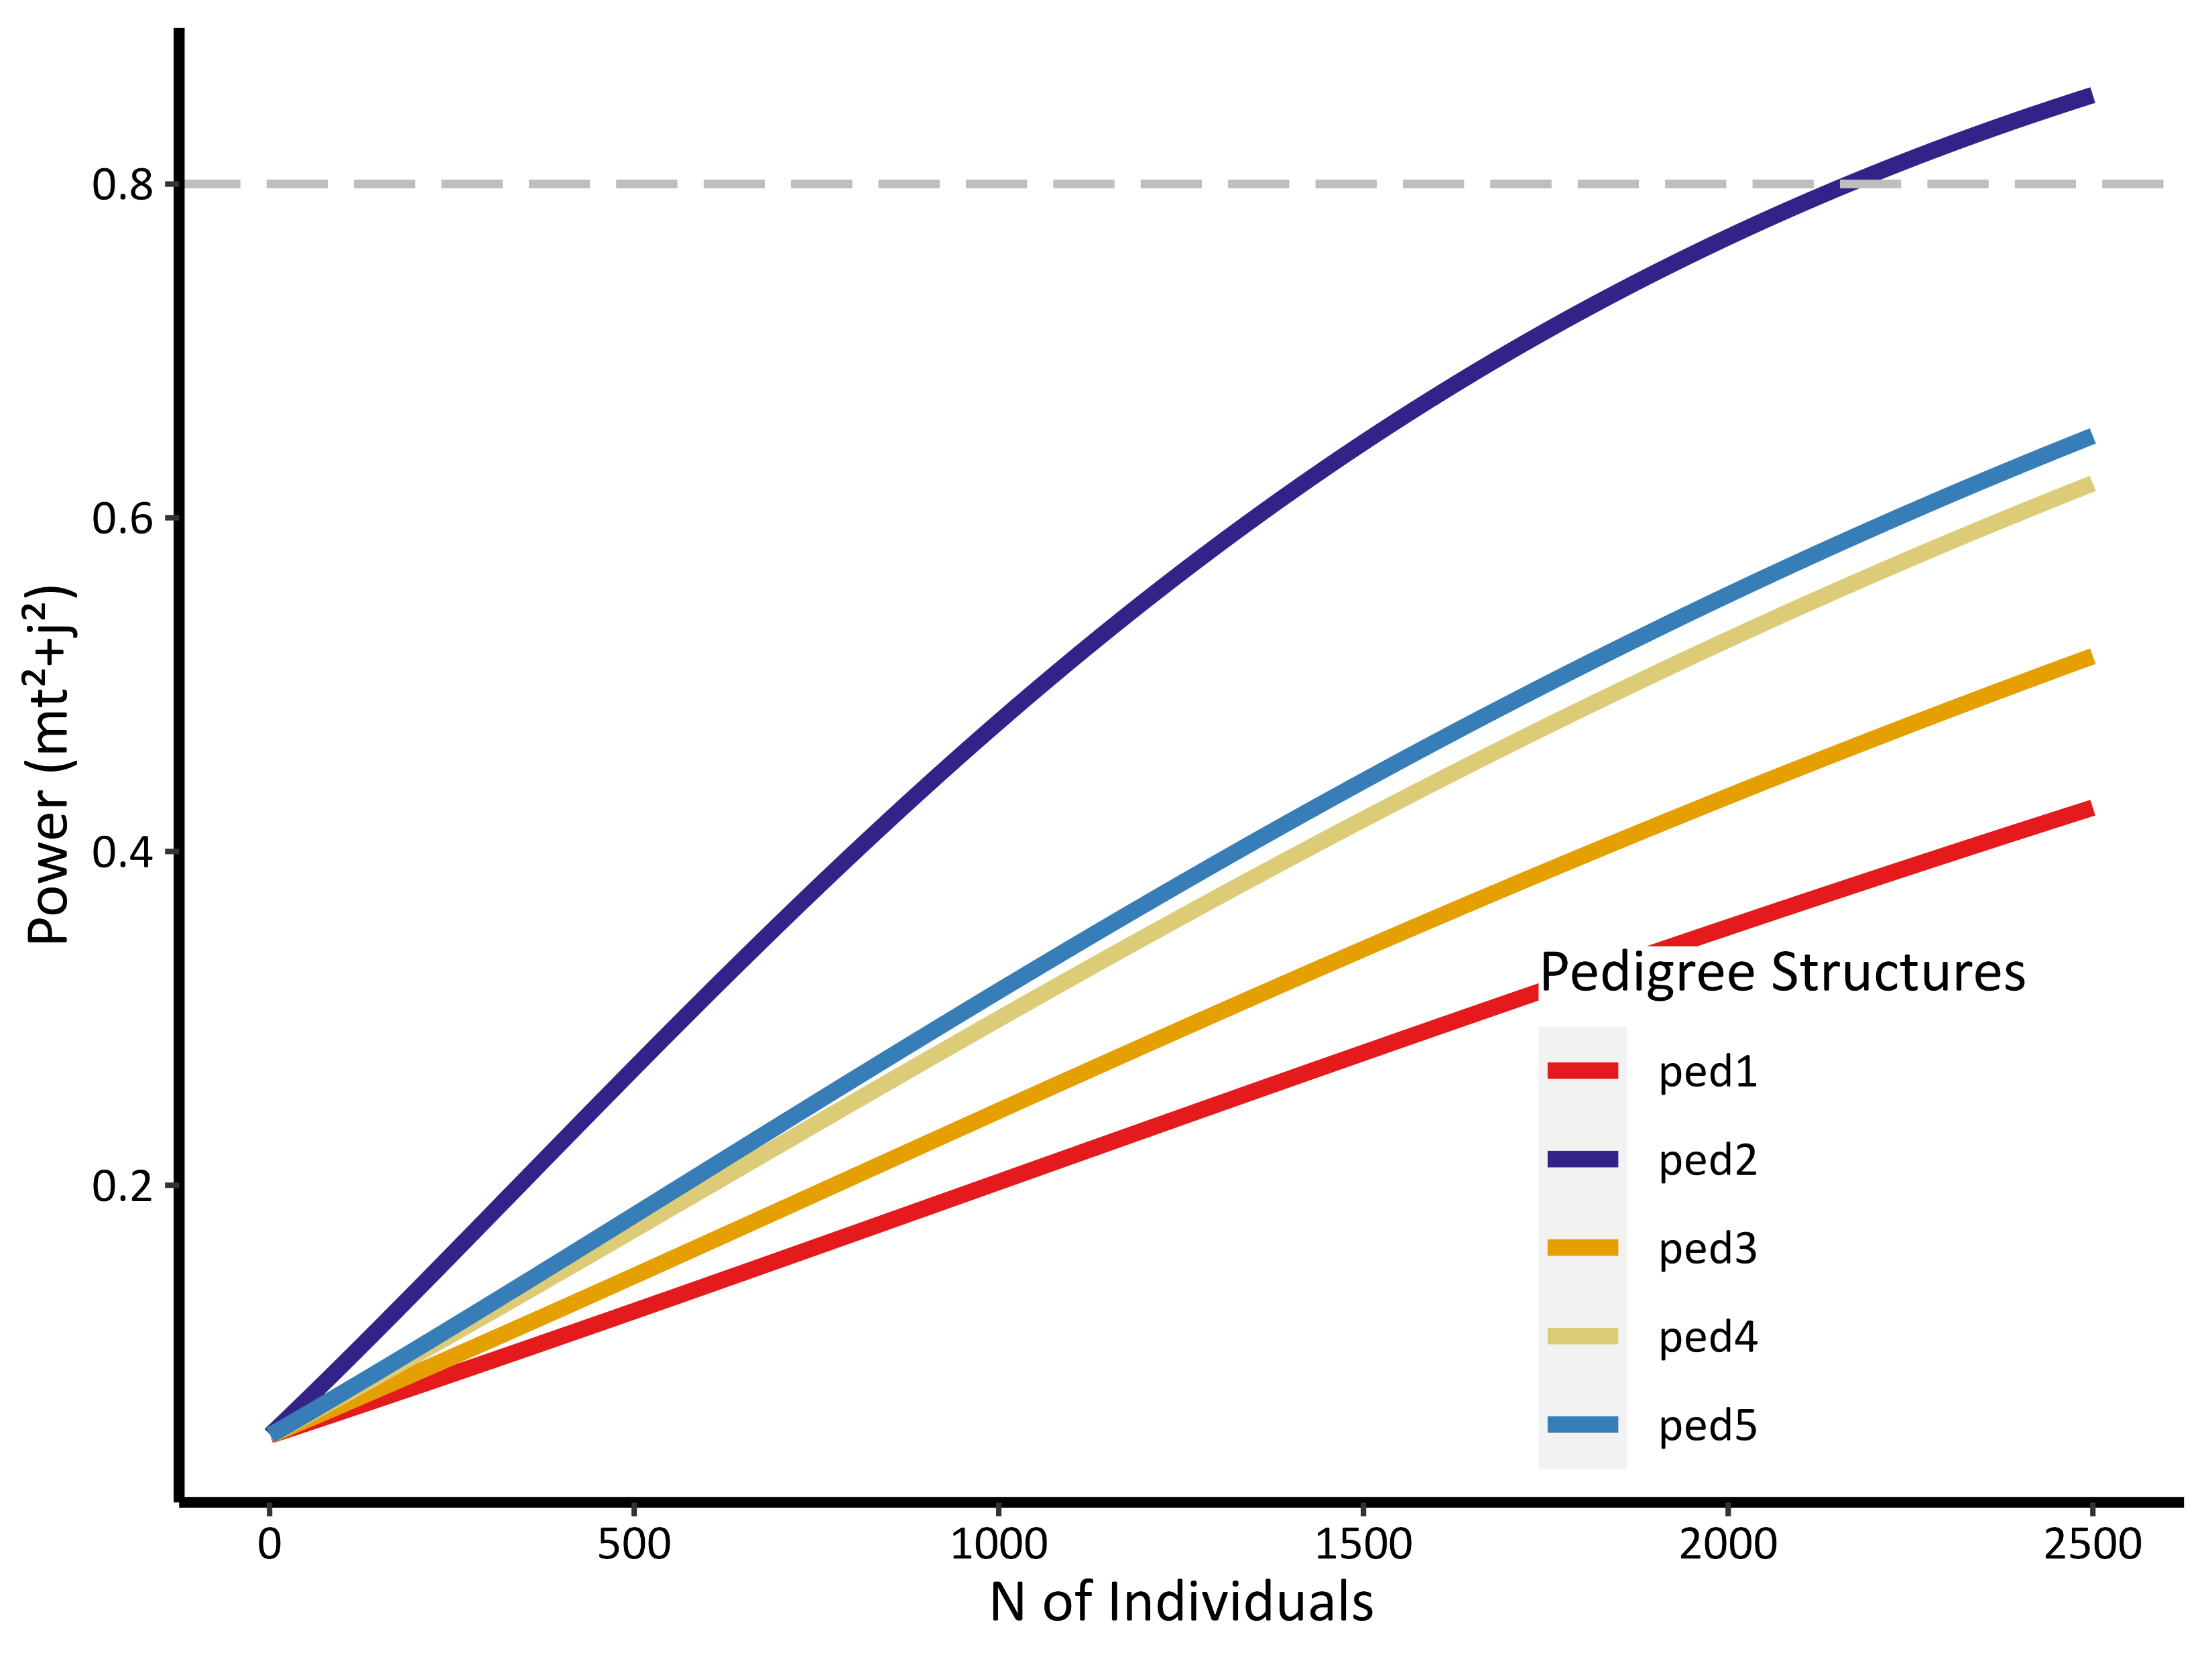 Power (mt²+j²)
0.8
0.6
0.4
0.2
Pedigree Structures
ped1
ped2
ped3
ped4
ped5
0 500 1000 1500 2000 2500
N of Individuals